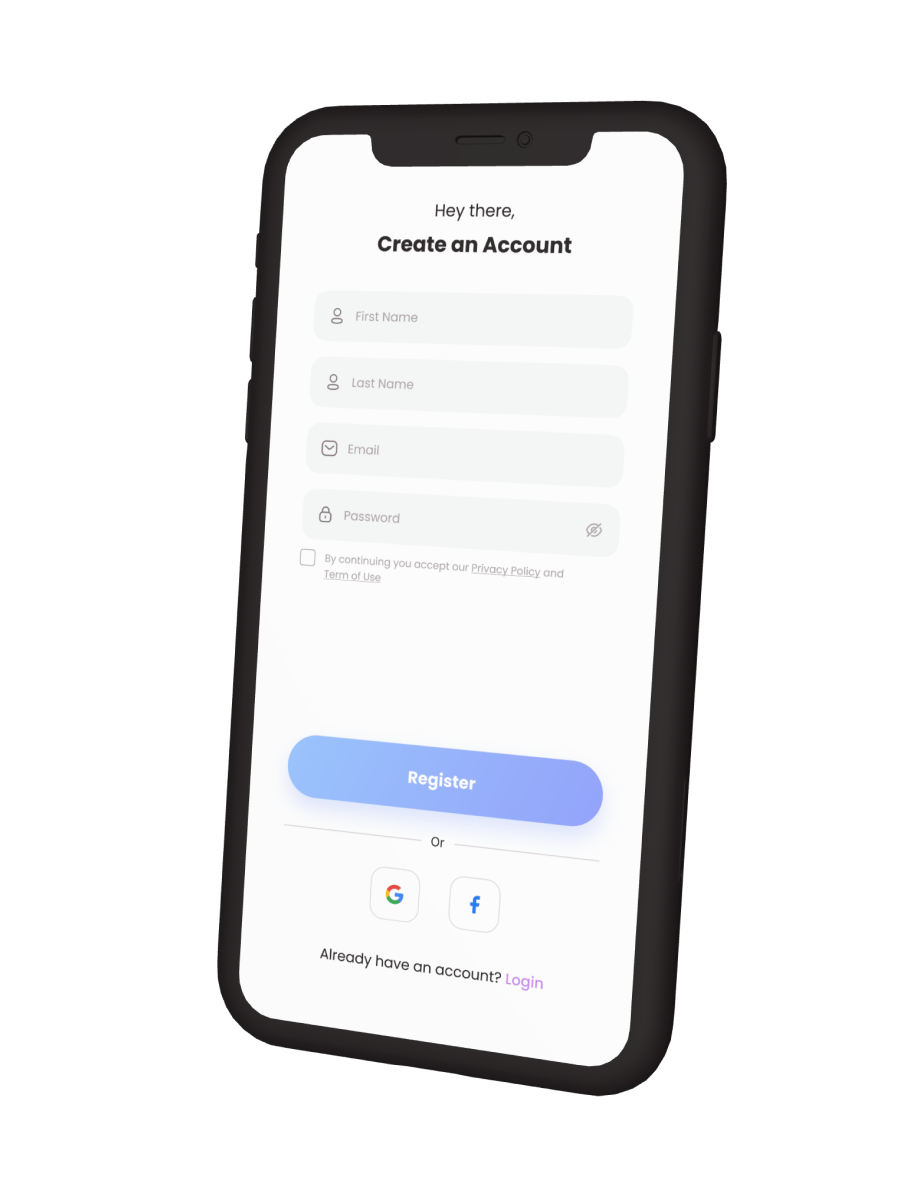 Hey there,
Create an Account
First Name
Last Name
Email
Password
By continuing you accept our Privacy Policy and
Term of Use
Register
Or
Already have an account? Login